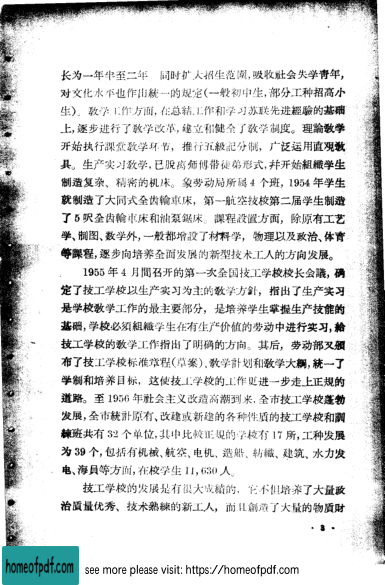 长为一年半至二年 同时扩大招生范围,吸收社会失学青年,
对文化水平也作出统一的規定(一般初中生,部分工种招高小
生)。教学工作方面,在总結工作和学习苏联先进經驗的基础
上,逐步进行了教学改革,建立和健全了教学制度。理論教学
开始执行課堂教学环节,推行五級記分制,广泛运用直观教
具。生产实习教学,已脱离师傅带徒弟形式,并开始組織学生
制造复杂、精密的机床。象劳动局所屬4个班,1954年学生
就制造了大同式全齿輪車床,第一航空技校第二届学生制造
了5呎全齿輪車床和油泵鋸床。課程設置方面,除原有工艺
学、制图、数学外,一般都增設了材料学,物理以及政治、体育
等課程,逐步向培养全面发展的新型技术工人的方向发展。
1955年4月間召开的第一次全国技工学校校长会議,确
定了技工学校以生产实习为主的教学方針,指出了生产实习
是学校教学工作的最主要部分,是培养学生掌握生产技能的
基础,学校必須組織学生在有生产价值的劳动中进行实习,給
技工学校的教学工作指出了明确的方向。其后,劳动部又頒
布了技工学校标准章程(草案)、教学計划和教学大綱,統一了
学制和培养目标,这使技工学校的工作更进一步走上正規的
道路。至1956年社会主义改造高潮到来,全市技工学校蓬勃
发展,全市統計原有、改建或新建的各种性质的技工学校和訓
練班共有32个单位,其中比較正規的学校有17所,工种发展
为39个,包括有机械、航空、电机、造船、紡織、建筑、水力发
电、海員等方面,在校学生11,630人。
技工学校的发展是有很大成績的,它不但培养了大量政
治质量优秀、技术熟練的新工人,而且創造了大量的物质財
· 3 ·
homeofpdf.com
see more please visit: https://homeofpdf.com